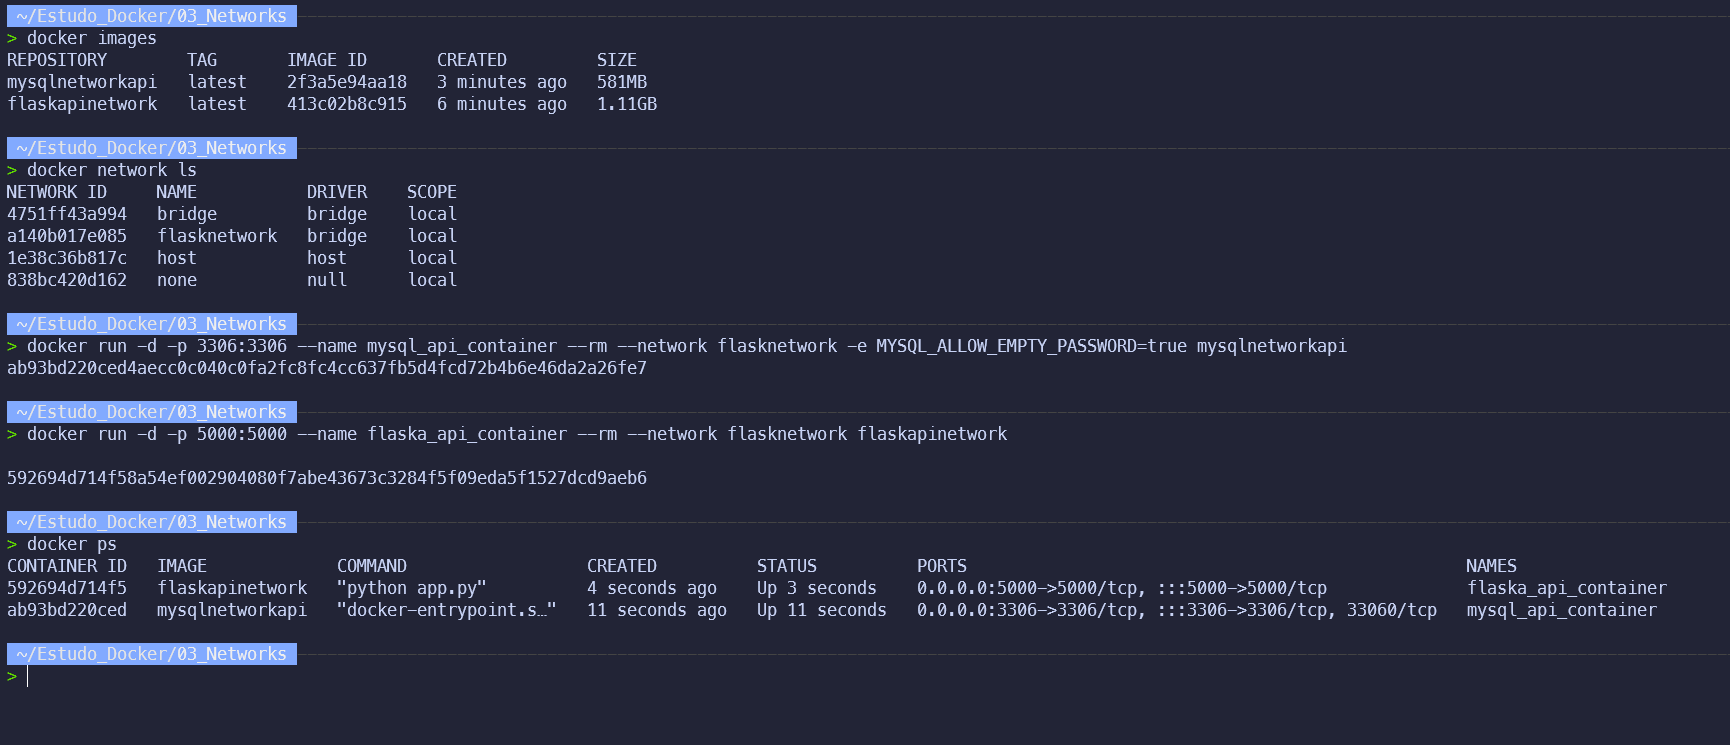 ~/Estudo_Docker/03_Networks
> docker images
REPOSITORY        TAG       IMAGE ID       CREATED         SIZE
mysqlnetworkapi   latest    2f3a5e94aa18   3 minutes ago   581MB
flaskapinetwork   latest    413c02b8c915   6 minutes ago   1.11GB
~/Estudo_Docker/03_Networks
> docker network ls
NETWORK ID     NAME           DRIVER    SCOPE
4751ff43a994   bridge         bridge    local
a140b017e085   flasknetwork   bridge    local
1e38c36b817c   host           host      local
838bc420d162   none           null      local
~/Estudo_Docker/03_Networks
> docker run -d -p 3306:3306 --name mysql_api_container --rm --network flasknetwork -e MYSQL_ALLOW_EMPTY_PASSWORD=true mysqlnetworkapi
ab93bd220ced4aecc0c040c0fa2fc8fc4cc637fb5d4fcd72b4b6e46da2a26fe7
~/Estudo_Docker/03_Networks
> docker run -d -p 5000:5000 --name flaska_api_container --rm --network flasknetwork flaskapinetwork
592694d714f58a54ef002904080f7abe43673c3284f5f09eda5f1527dcd9aeb6
~/Estudo_Docker/03_Networks
> docker ps
CONTAINER ID   IMAGE             COMMAND                  CREATED          STATUS          PORTS                                                  NAMES
592694d714f5   flaskapinetwork   "python app.py"          4 seconds ago    Up 3 seconds    0.0.0.0:5000->5000/tcp, :::5000->5000/tcp              flaska_api_container
ab93bd220ced   mysqlnetworkapi   "docker-entrypoint.s…"   11 seconds ago   Up 11 seconds   0.0.0.0:3306->3306/tcp, :::3306->3306/tcp, 33060/tcp   mysql_api_container
~/Estudo_Docker/03_Networks
>